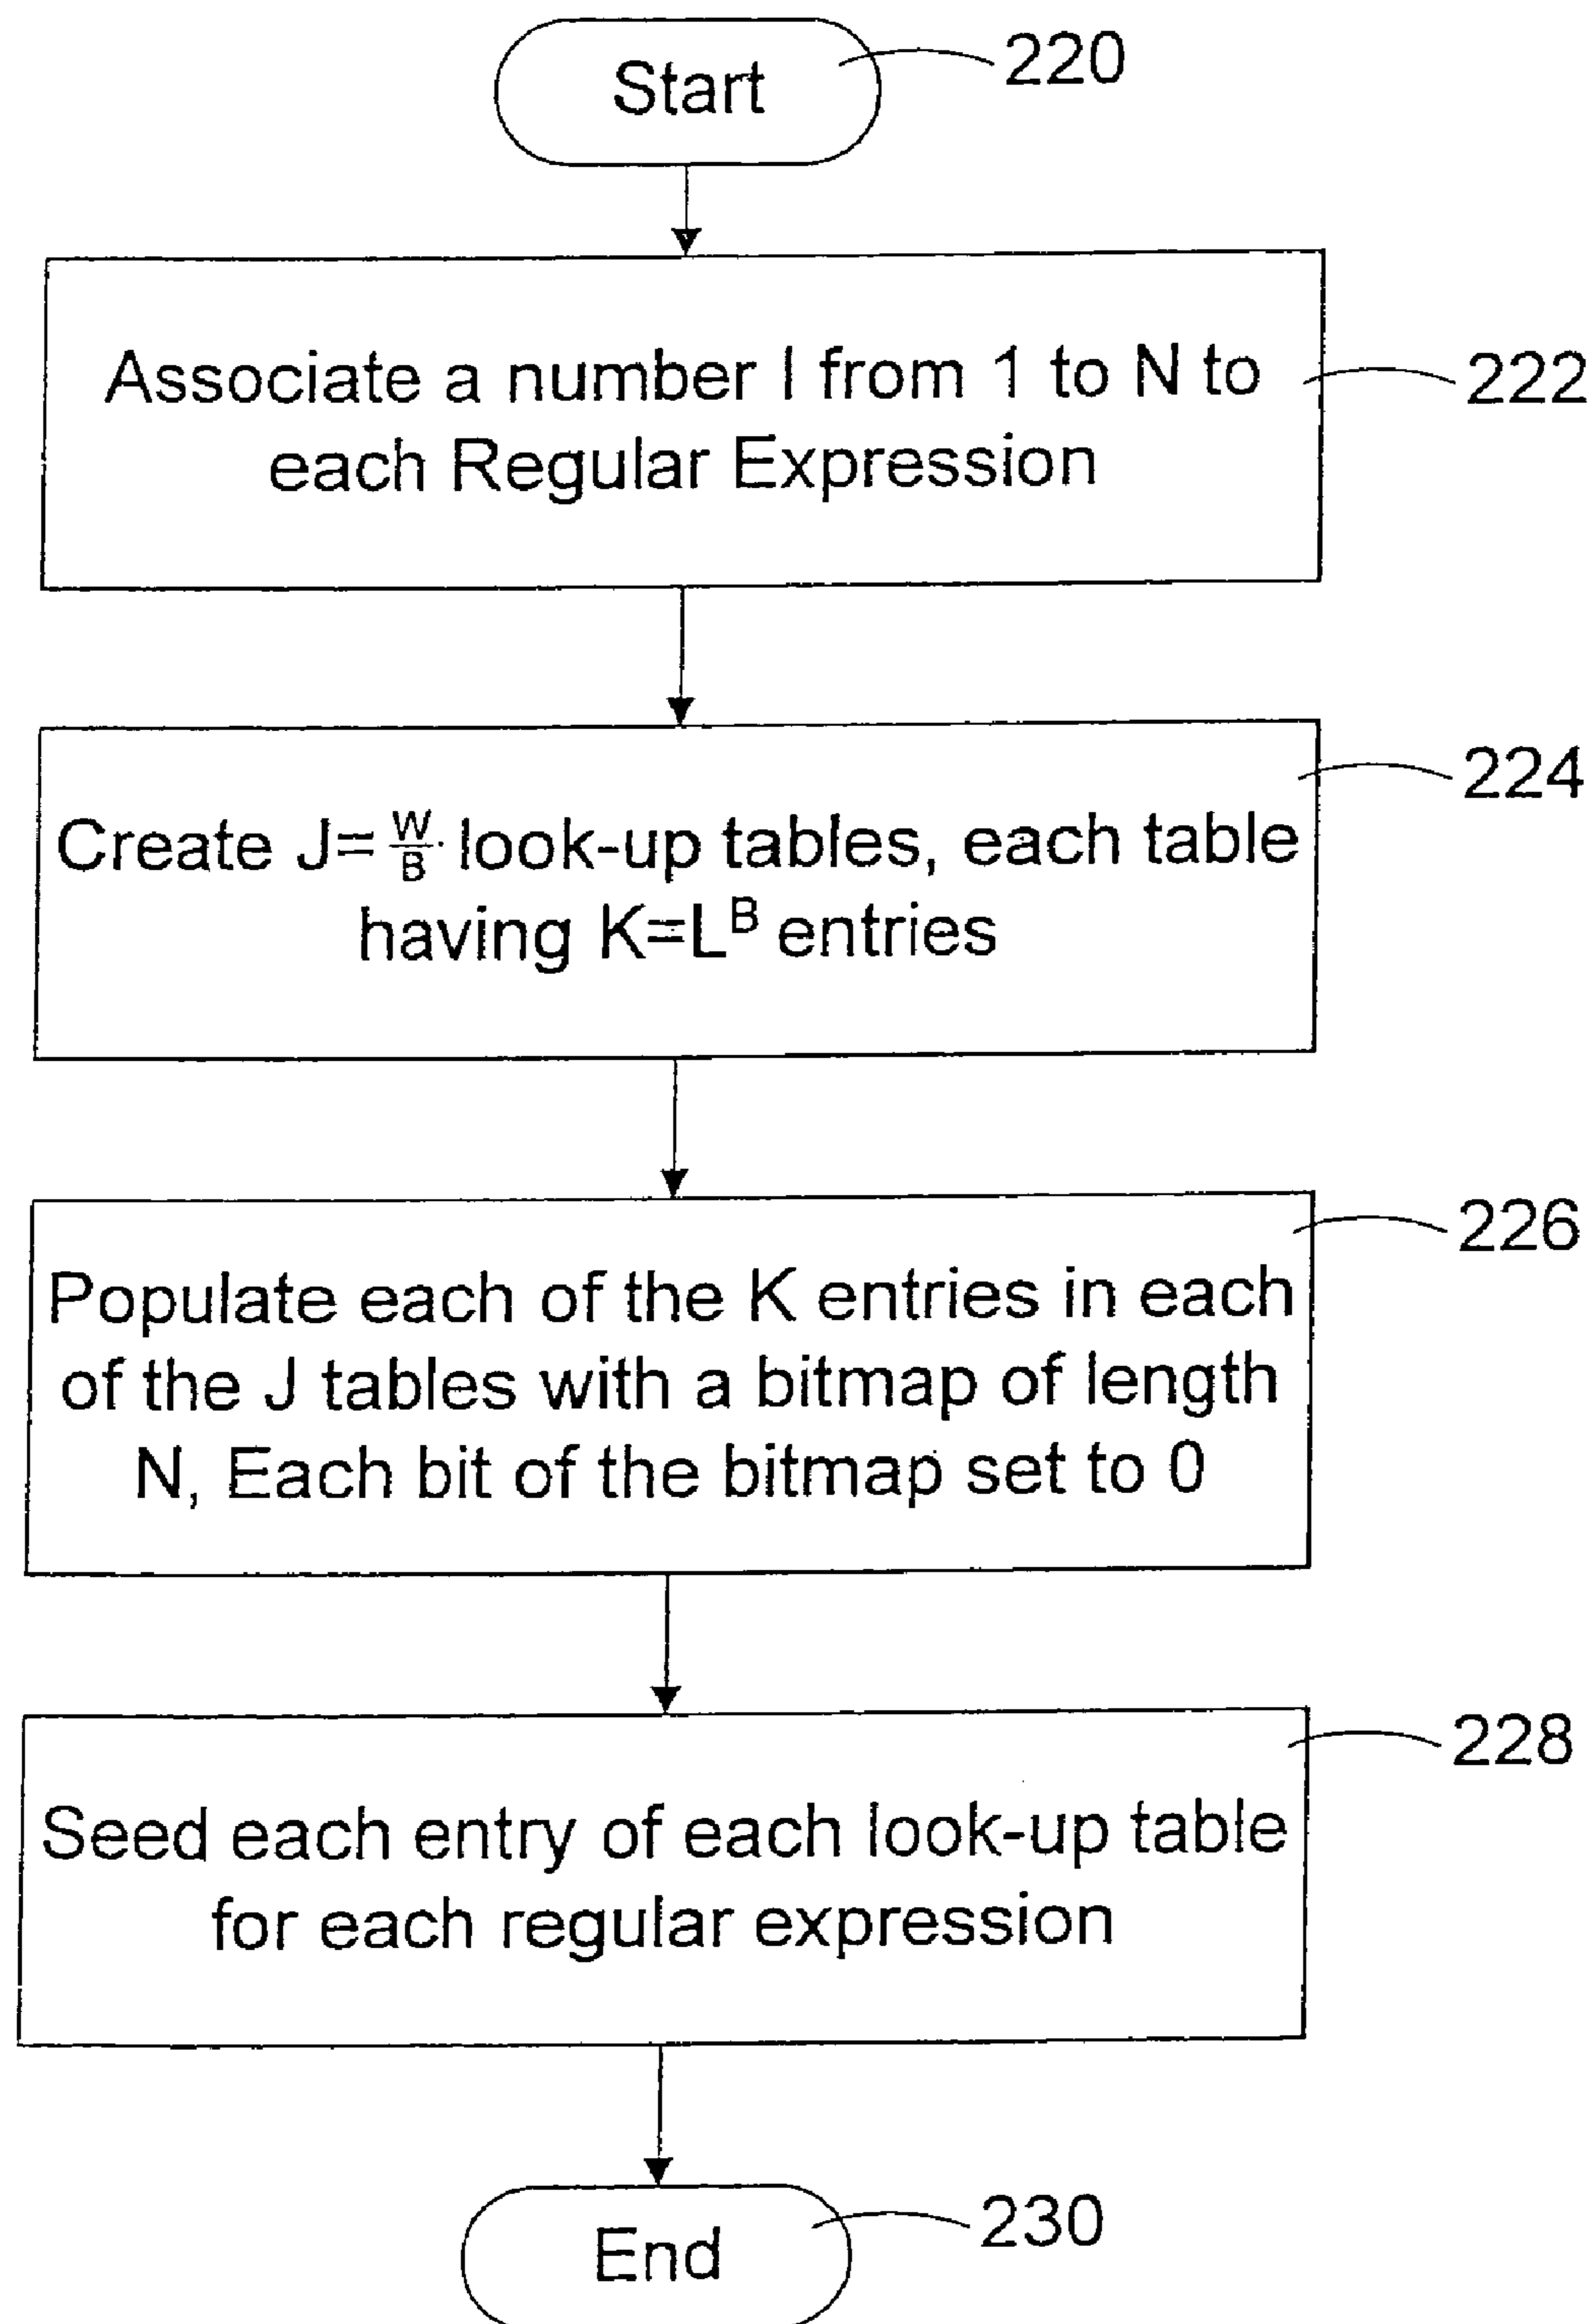 Start
220
Associate a number I from 1 to N to
each Regular Expression
222
Create J=W/B look-up tables, each table
having K=L^B entries
224
Populate each of the K entries in each
of the J tables with a bitmap of length
N, Each bit of the bitmap set to 0
226
Seed each entry of each look-up table
for each regular expression
228
End
230